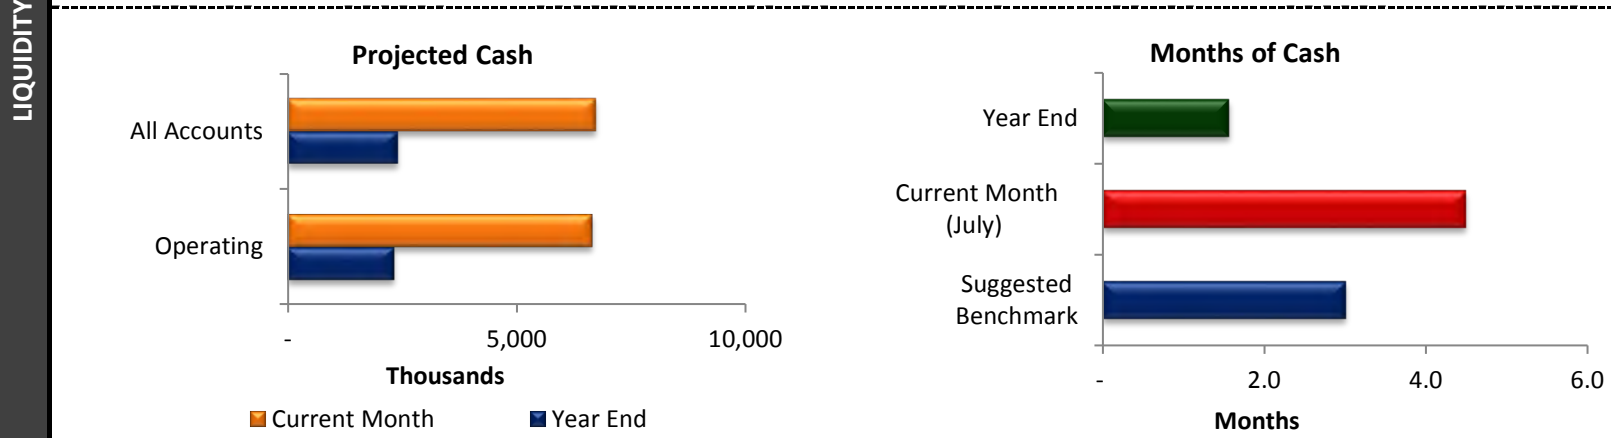 LIQUIDITY
Projected Cash
All Accounts
Operating
- 5,000 10,000
Thousands
Current Month Year End
Months of Cash
Year End
Current Month
(July)
Suggested
Benchmark
- 2.0 4.0 6.0
Months